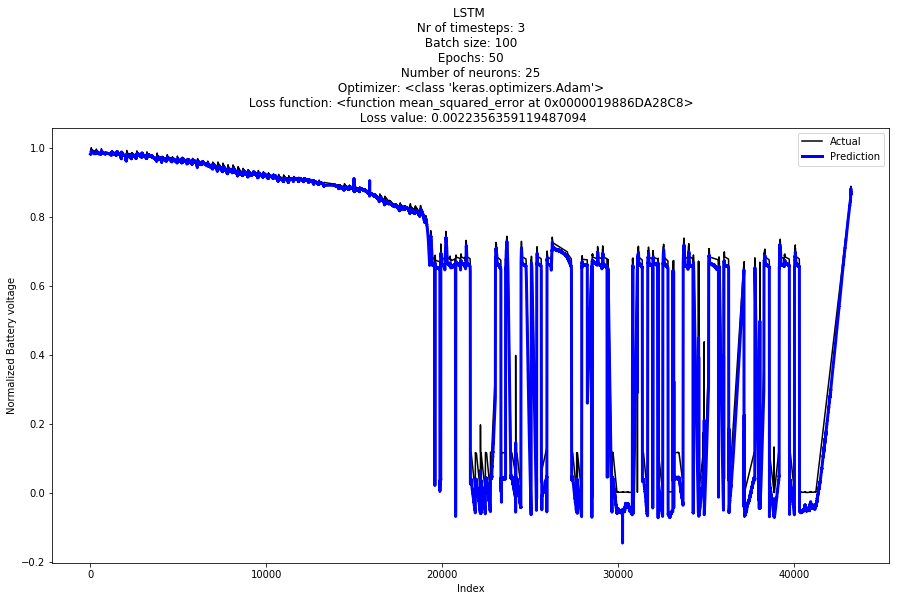 LSTM
Nr of timesteps: 3
Batch size: 100
Epochs: 50
Number of neurons: 25
Optimizer: <class 'keras.optimizers.Adam'>
Loss function: <function mean_squared_error at 0x0000019886DA28C8>
Loss value: 0.0022356359119487094
Actual
Prediction
1.0
0.8
0.6
0.4
0.2
0.0
−0.2
Normalized Battery voltage
0
10000
20000
30000
40000
Index